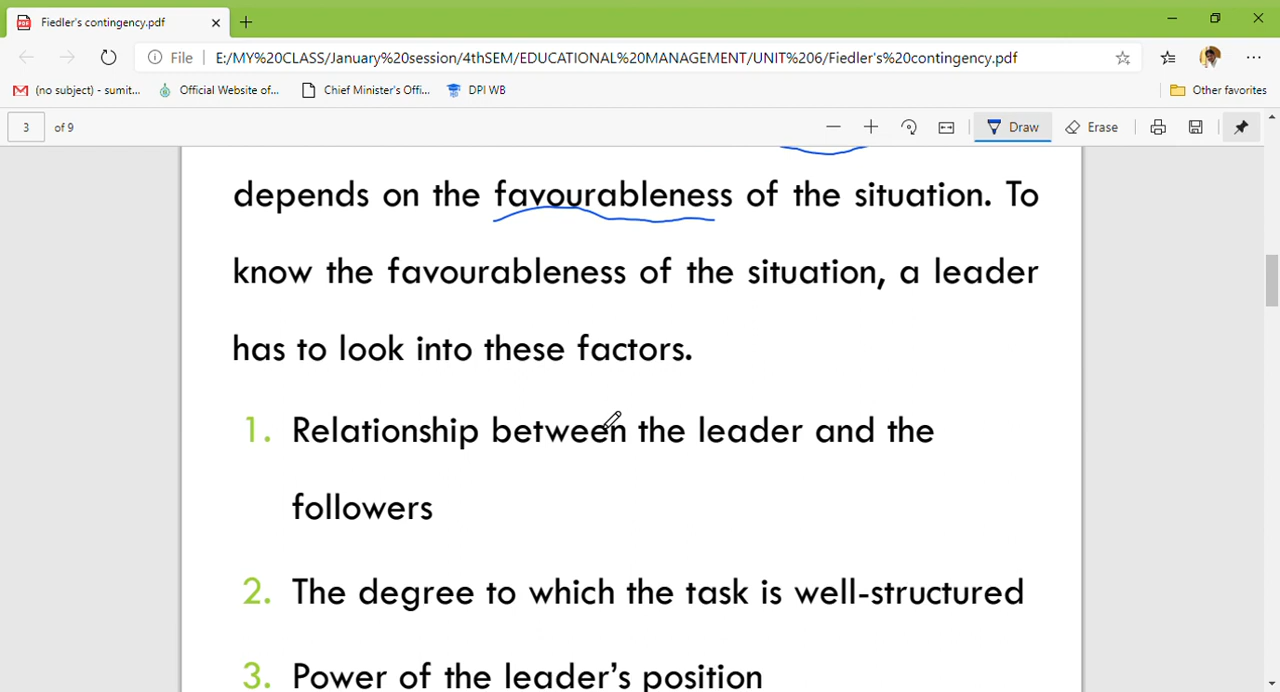 Fiedler's contingency.pdf
File E:/MY%20CLASS/January%20session/4thSEM/EDUCATIONAL%20MANAGEMENT/UNIT%206/Fiedler's%20contingency.pdf
(no subject) - sumit... Official Website of... Chief Minister's Offi... DPI WB Other favorites
3 of 9 Draw Erase
depends on the favourableness of the situation. To
know the favourableness of the situation, a leader
has to look into these factors.
1. Relationship between the leader and the
followers
2. The degree to which the task is well-structured
3. Power of the leader's position